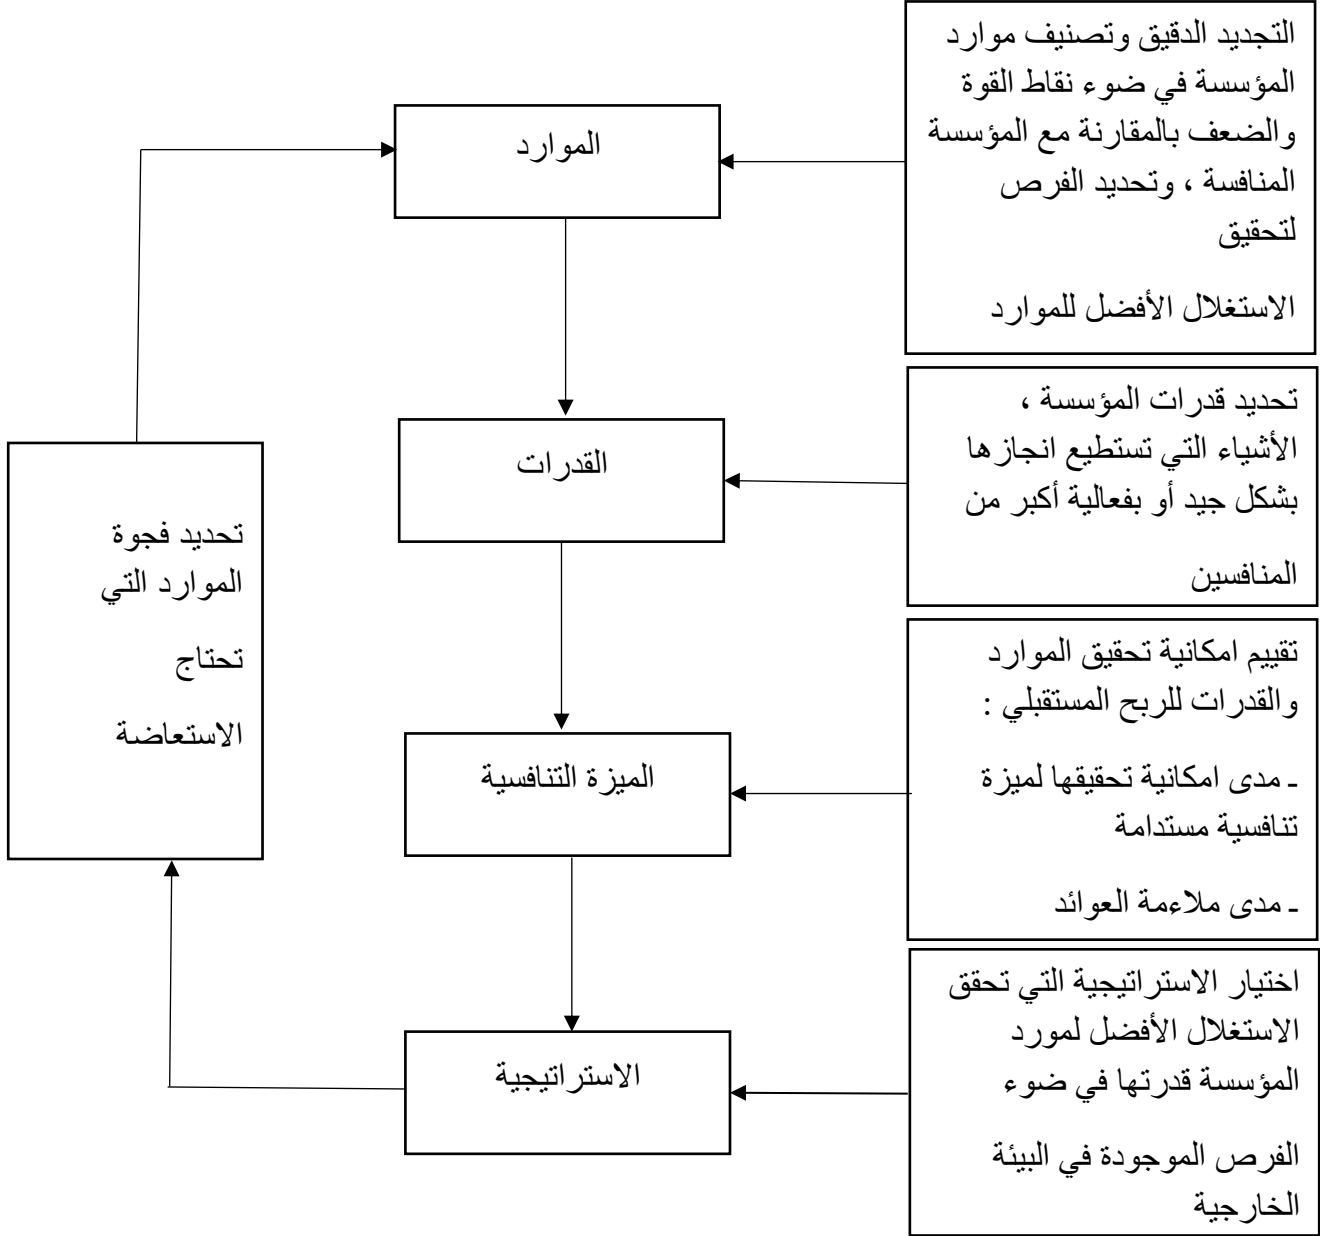 التجديد الدقيق وتصنيف موارد
المؤسسة في ضوء نقاط القوة
والضعف بالمقارنة مع المؤسسة
المنافسة ، وتحديد الفرص
لتحقيق
الاستغلال الأفضل للموارد
الموارد
تحديد قدرات المؤسسة ،
الأشياء التي تستطيع انجازها
بشكل جيد أو بفعالية أكبر من
المنافسين
القدرات
تحديد فجوة
الموارد التي
تحتاج
الاستعاضة
تقييم امكانية تحقيق الموارد
والقدرات للربح المستقبلي :
ـ مدى امكانية تحقيقها لميزة
تنافسية مستدامة
ـ مدى ملاءمة العوائد
الميزة التنافسية
اختيار الاستراتيجية التي تحقق
الاستغلال الأفضل لمورد
المؤسسة قدرتها في ضوء
الفرص الموجودة في البيئة
الخارجية
الاستراتيجية